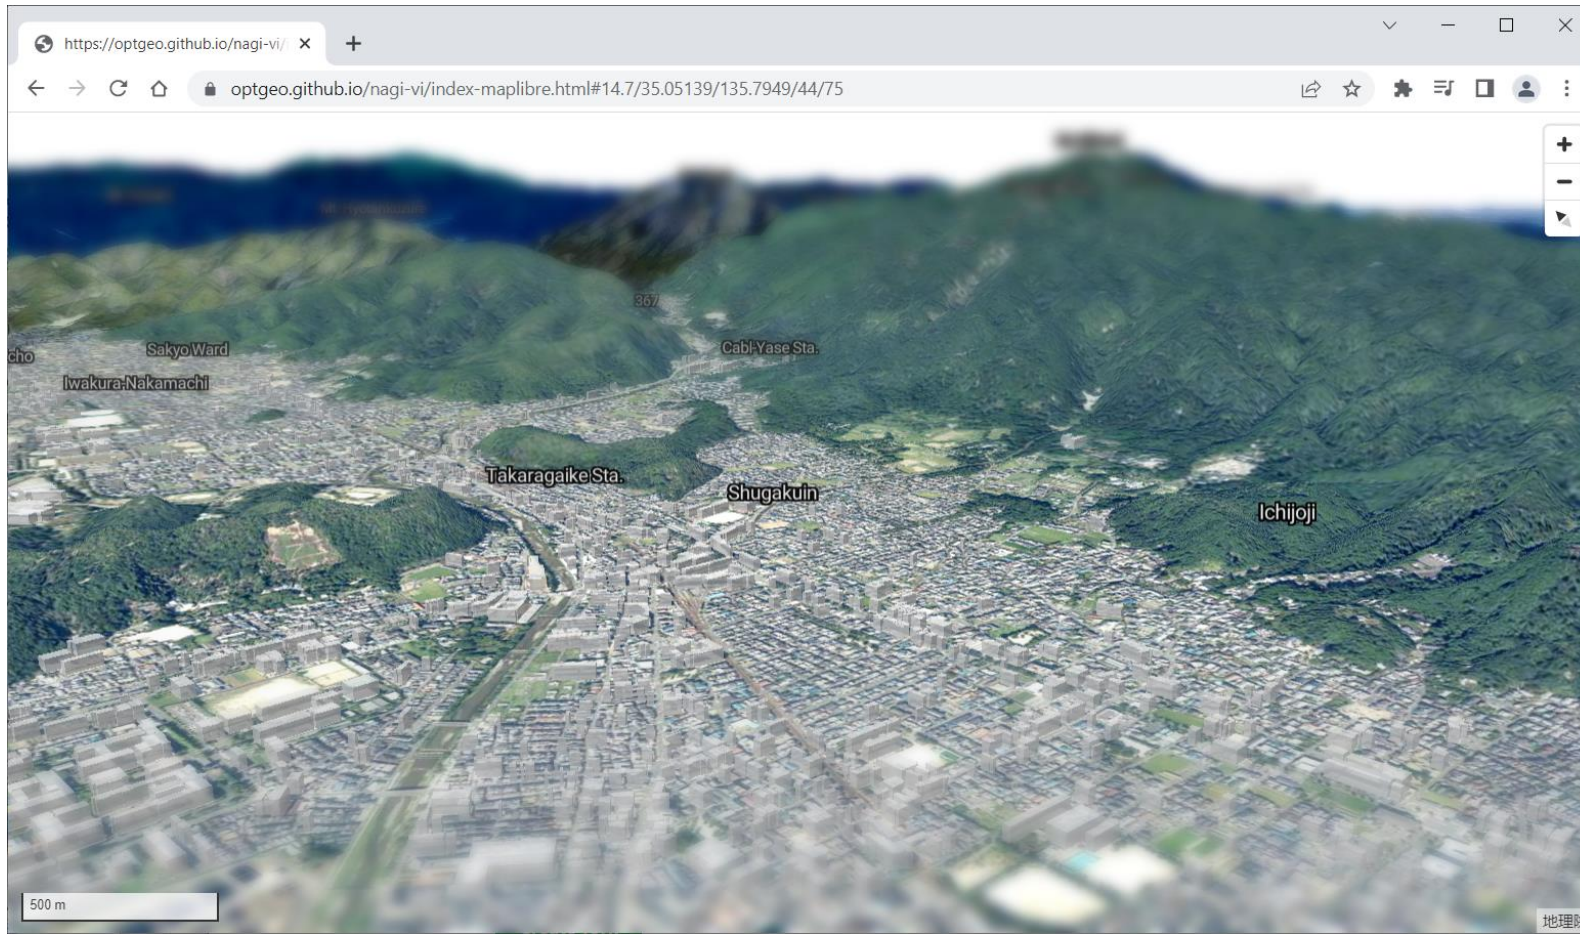 https://optgeo.github.io/nagi-vi/
optgeo.github.io/nagi-vi/index-maplibre.html#14.7/35.05139/135.7949/44/75
367
cho
Sakyo Ward
Cabl-Yase Sta.
Iwakura-Nakamachi
Takaragaike Sta.
Shugakuin
Ichijoji
500 m
地理院